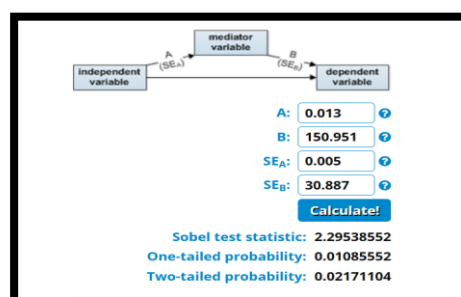 mediator
variable
A
(SEA)
B
(SEB)
independent
variable
dependent
variable
A: 0.013 ?
B: 150.951 ?
SEA: 0.005 ?
SEB: 30.887 ?
Calculate!
Sobel test statistic: 2.29538552
One-tailed probability: 0.01085552
Two-tailed probability: 0.02171104